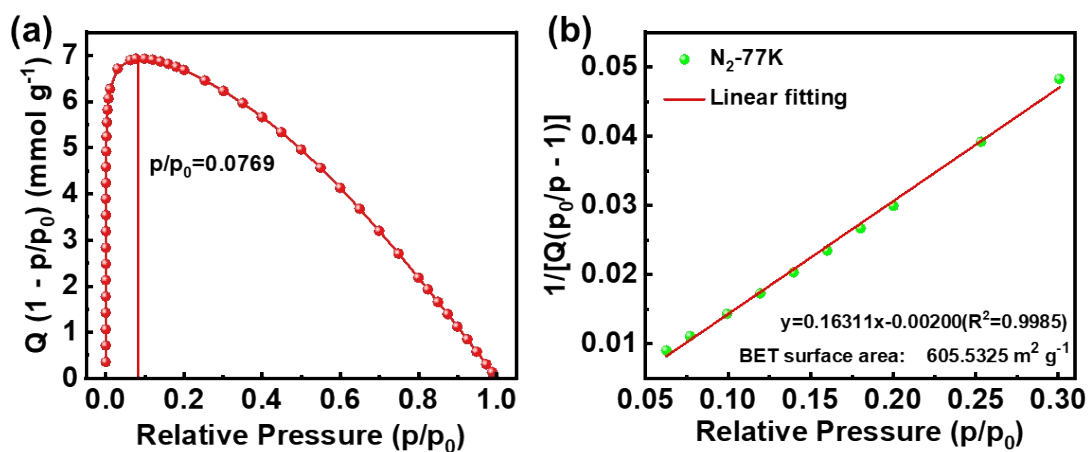 (a)
Q (1 - p/p₀) (mmol g⁻¹)
7
6
5
4
3
2
1
0
p/p₀=0.0769
0.0 0.2 0.4 0.6 0.8 1.0
Relative Pressure (p/p₀)
(b)
1/[Q(p₀/p - 1)]
0.05
0.04
0.03
0.02
0.01
N₂-77K
Linear fitting
y=0.16311x-0.00200(R²=0.9985)
BET surface area: 605.5325 m² g⁻¹
0.05 0.10 0.15 0.20 0.25 0.30
Relative Pressure (p/p₀)